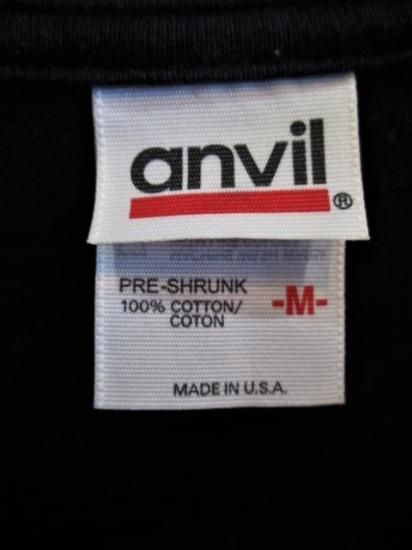 anvil
®
PRE-SHRUNK
100% COTTON/
COTON
-M-
MADE IN U.S.A.